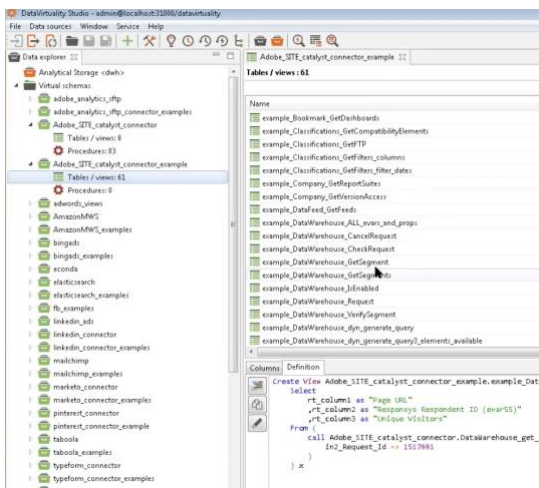 DataVirtuality Studio - admin@localhost:31000/datavirtuality
File Data sources Window Service Help
Data explorer
Analytical Storage <dwh>
Virtual schemas
adobe_analytics_sftp
adobe_analytics_sftp_connector_examples
Adobe_SITE_catalyst_connector
Tables / views: 0
Procedures: 83
Adobe_SITE_catalyst_connector_example
Tables / views: 61
Procedures: 0
adwords_views
AmazonMWS
AmazonMWS_examples
bingads
bingads_examples
econda
elasticsearch
elasticsearch_examples
fb_examples
linkedin_ads
linkedin_connector
linkedin_connector_examples
mailchimp
mailchimp_examples
marketo_connector
marketo_connector_examples
pinterest_connector
pinterest_connector_example
taboola
taboola_examples
typeform_connector
typeform_connector_examples
Adobe_SITE_catalyst_connector_example
Tables / views : 61
Name
example_Bookmark_GetDashboards
example_Classifications_GetCompatibilityElements
example_Classifications_GetFTP
example_Classifications_GetFilters_columns
example_Classifications_GetFilters_filter_dates
example_Company_GetReportSuites
example_Company_GetVersionAccess
example_DataFeed_GetFeeds
example_DataWarehouse_ALL_evars_and_props
example_DataWarehouse_CancelRequest
example_DataWarehouse_CheckRequest
example_DataWarehouse_GetSegment
example_DataWarehouse_GetSegments
example_DataWarehouse_IsEnabled
example_DataWarehouse_Request
example_DataWarehouse_VerifySegment
example_DataWarehouse_dyn_generate_query
example_DataWarehouse_dyn_generate_query3_elements_available
Columns Definition
Create View Adobe_SITE_catalyst_connector_example.example_Dat
Select
rt_column1 as "Page URL"
,rt_column2 as "Responsys Respondent ID (evar55)"
,rt_column3 as "Unique Visitors"
From (
call Adobe_SITE_catalyst_connector.DataWarehouse_get_
in2_Request_Id => 1517661
)
) x